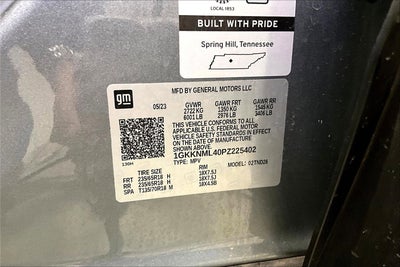 LOCAL 1853
BUILT WITH PRIDE
Spring Hill, Tennessee
gm
MFD BY GENERAL MOTORS LLC
05/23 GVWR GAWR FRT GAWR RR
2722 KG 1350 KG 1545 KG
6001 LB 2976 LB 3406 LB
THIS VEHICLE CONFORMS TO ALL
APPLICABLE U.S. FEDERAL MOTOR
VEHICLE SAFETY STANDARDS IN EFFECT
ON THE DATE OF MANUFACTURE
SHOWN ABOVE.
1GKKNML40PZ225402
TYPE: MPV MODEL: 02TND26
TIRE SIZE RIM
FRT 235/65R18 H 18X7.5J
RR 235/65R18 H 18X7.5J
SPA T135/70R18 M 18X4.5B